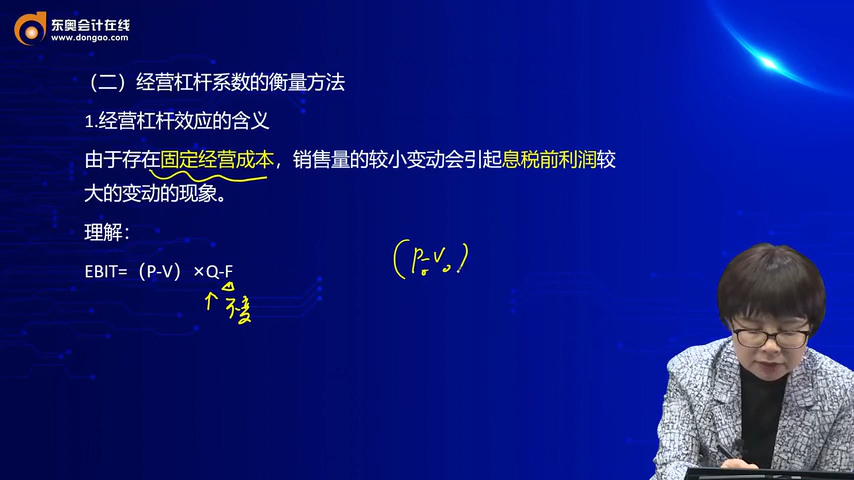 东奥会计在线
www.dongao.com
（二）经营杠杆系数的衡量方法
1.经营杠杆效应的含义
由于存在固定经营成本，销售量的较小变动会引起息税前利润较
大的变动的现象。
理解：
EBIT=（P-V）×Q-F
(P₀-V₀)
↑ 不变